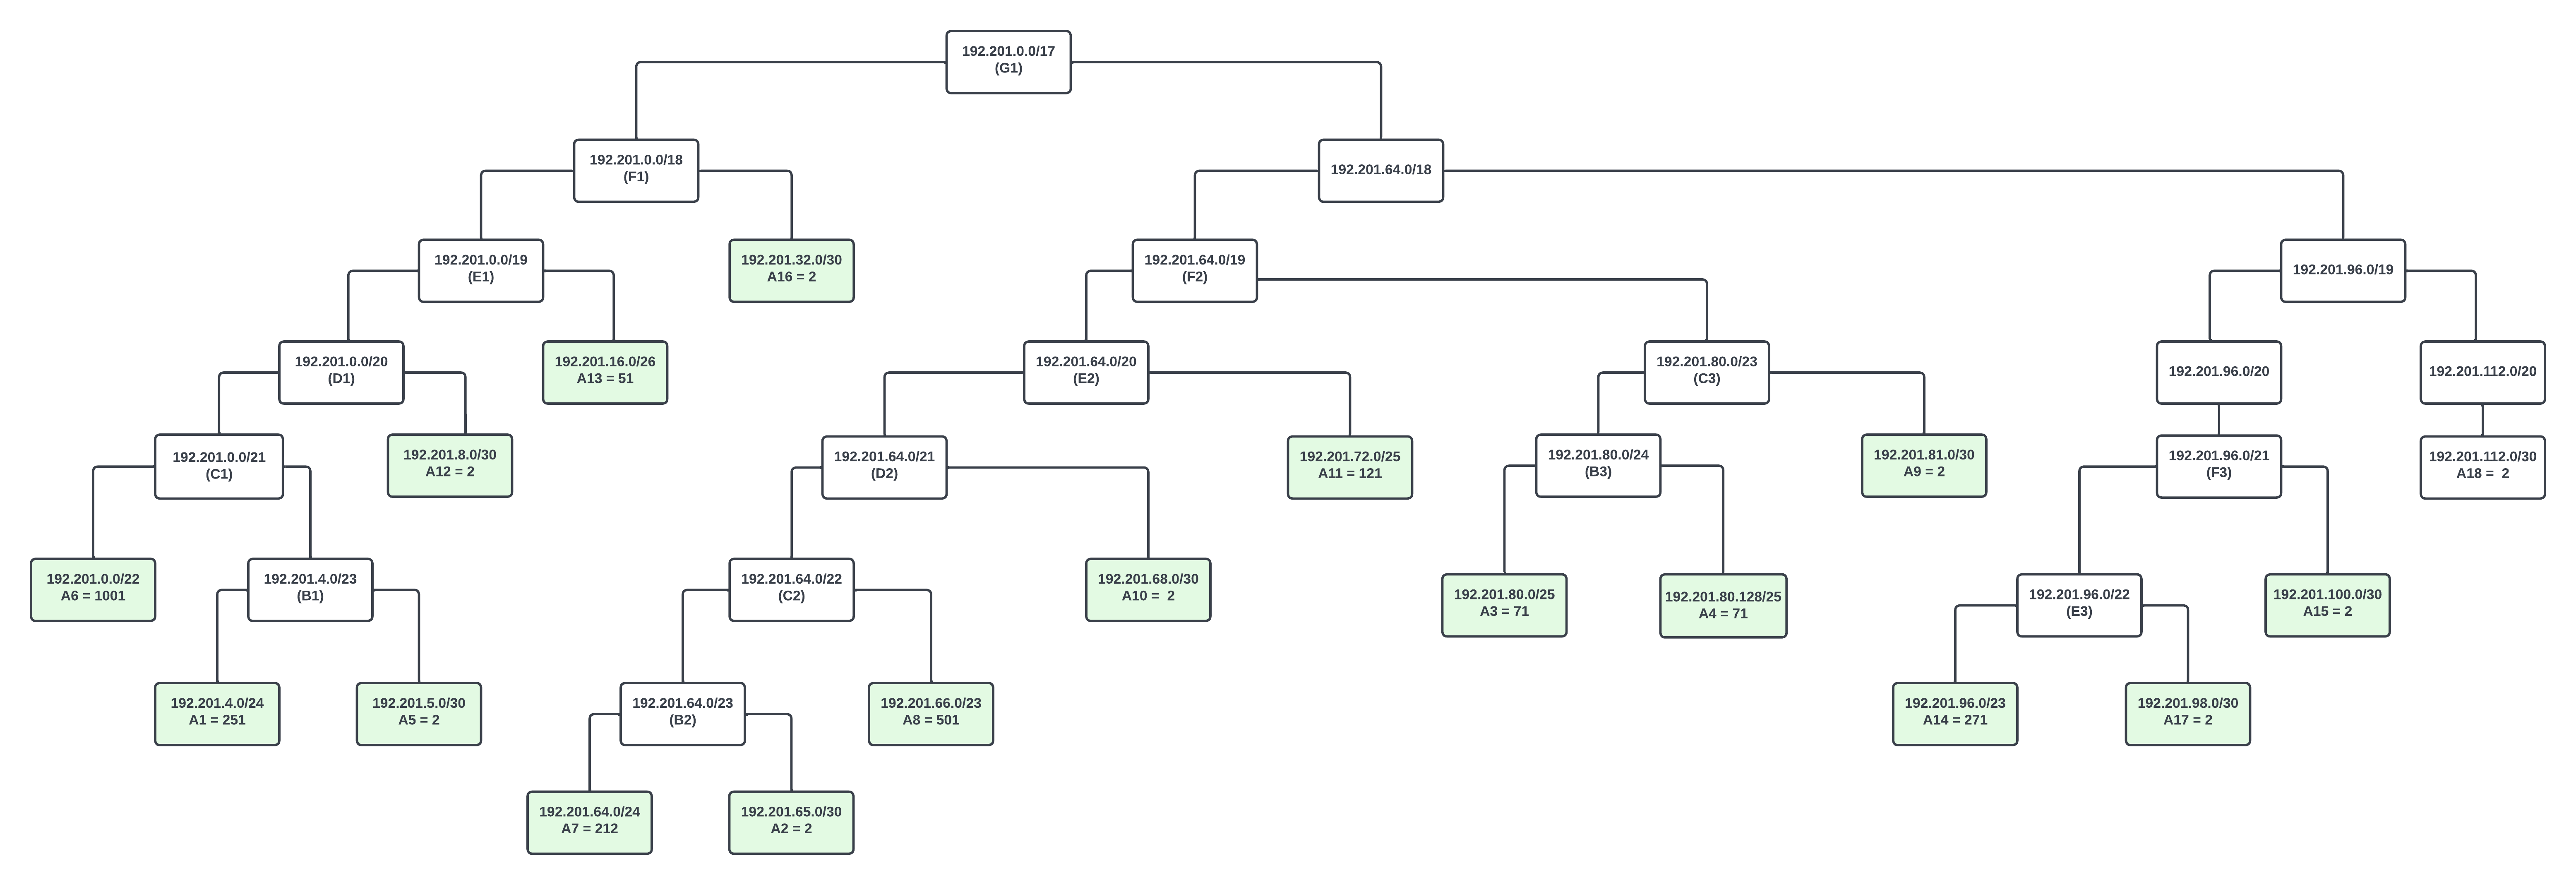 192.201.0.0/17
(G1)
192.201.0.0/18
(F1)
192.201.64.0/18
192.201.0.0/19
(E1)
192.201.32.0/30
A16 = 2
192.201.64.0/19
(F2)
192.201.96.0/19
192.201.0.0/20
(D1)
192.201.16.0/26
A13 = 51
192.201.64.0/20
(E2)
192.201.80.0/23
(C3)
192.201.96.0/20
192.201.112.0/20
192.201.0.0/21
(C1)
192.201.8.0/30
A12 = 2
192.201.64.0/21
(D2)
192.201.72.0/25
A11 = 121
192.201.80.0/24
(B3)
192.201.81.0/30
A9 = 2
192.201.96.0/21
(F3)
192.201.112.0/30
A18 =  2
192.201.0.0/22
A6 = 1001
192.201.4.0/23
(B1)
192.201.64.0/22
(C2)
192.201.68.0/30
A10 =  2
192.201.80.0/25
A3 = 71
192.201.80.128/25
A4 = 71
192.201.96.0/22
(E3)
192.201.100.0/30
A15 = 2
192.201.4.0/24
A1 = 251
192.201.5.0/30
A5 = 2
192.201.64.0/23
(B2)
192.201.66.0/23
A8 = 501
192.201.96.0/23
A14 = 271
192.201.98.0/30
A17 = 2
192.201.64.0/24
A7 = 212
192.201.65.0/30
A2 = 2